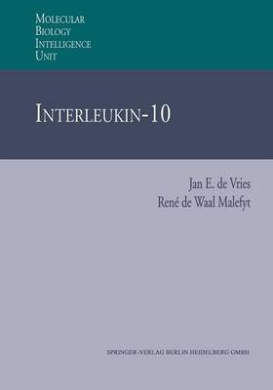 MOLECULAR
BIOLOGY
INTELLIGENCE
UNIT
INTERLEUKIN-10
Jan E. de Vries
René de Waal Malefyt
SPRINGER-VERLAG BERLIN HEIDELBERG GMBH